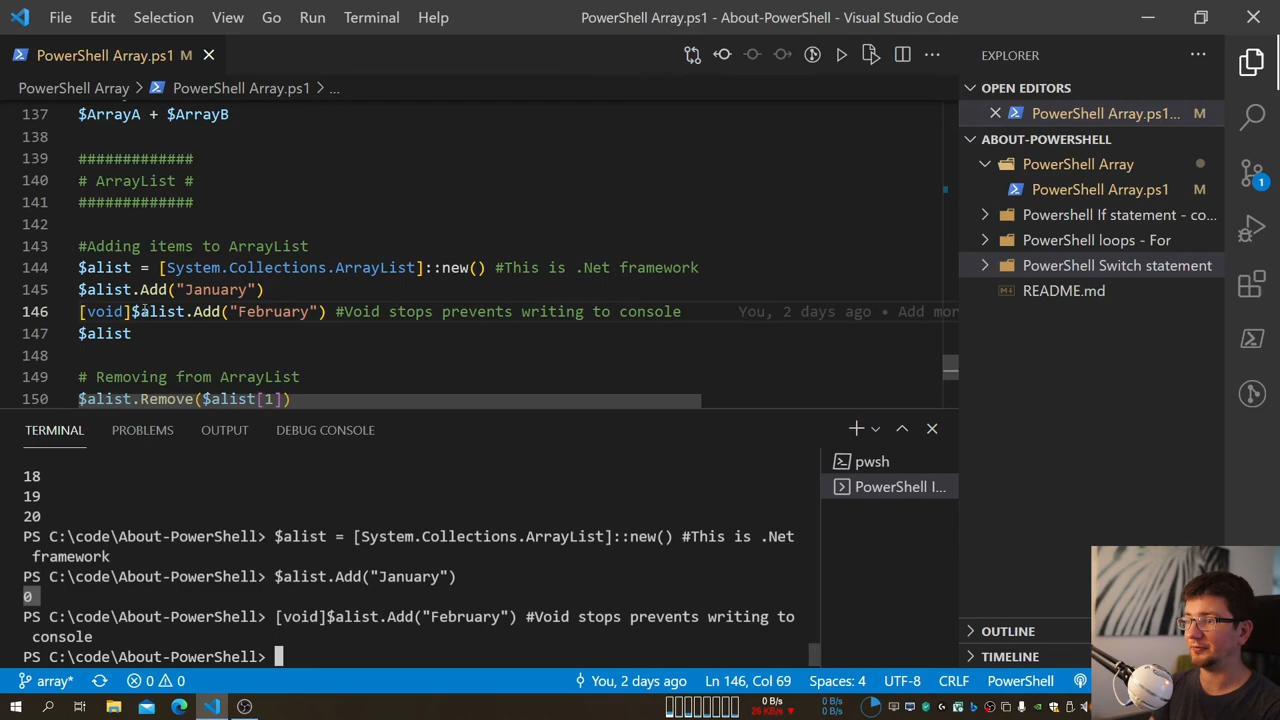 File Edit Selection View Go Run Terminal Help PowerShell Array.ps1 - About-PowerShell - Visual Studio Code
PowerShell Array.ps1 M
PowerShell Array > PowerShell Array.ps1 > ...
137 $ArrayA + $ArrayB
138
139 #############
140 # ArrayList #
141 #############
142
143 #Adding items to ArrayList
144 $alist = [System.Collections.ArrayList]::new() #This is .Net framework
145 $alist.Add("January")
146 [void]$alist.Add("February") #Void stops prevents writing to console You, 2 days ago • Add mor
147 $alist
148
149 # Removing from ArrayList
150 $alist.Remove($alist[1])
TERMINAL PROBLEMS OUTPUT DEBUG CONSOLE
18
19
20
PS C:\code\About-PowerShell> $alist = [System.Collections.ArrayList]::new() #This is .Net
framework
PS C:\code\About-PowerShell> $alist.Add("January")
0
PS C:\code\About-PowerShell> [void]$alist.Add("February") #Void stops prevents writing to
console
PS C:\code\About-PowerShell>
pwsh
PowerShell I...
EXPLORER
OPEN EDITORS
PowerShell Array.ps1... M
ABOUT-POWERSHELL
PowerShell Array
PowerShell Array.ps1 M
Powershell If statement - co...
PowerShell loops - For
PowerShell Switch statement
README.md
1
OUTLINE
TIMELINE
array* 0 0 You, 2 days ago Ln 146, Col 69 Spaces: 4 UTF-8 CRLF PowerShell
0 B/s 0 B/s
26 KB/s 0 B/s